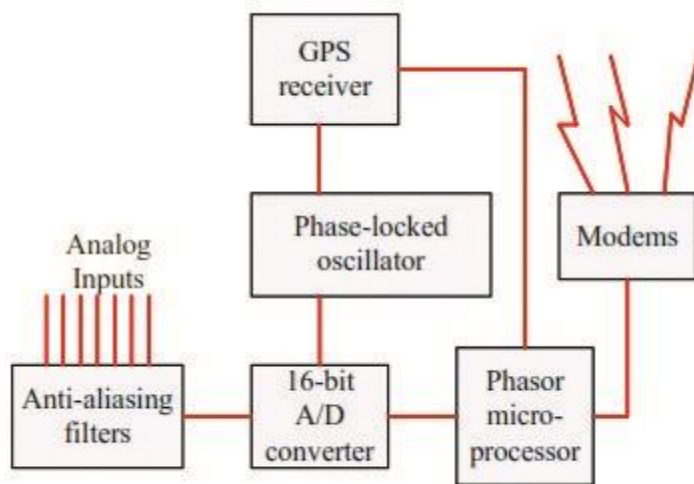 GPS
receiver
Phase-locked
oscillator
Modems
Analog
Inputs
Anti-aliasing
filters
16-bit
A/D
converter
Phasor
micro-
processor